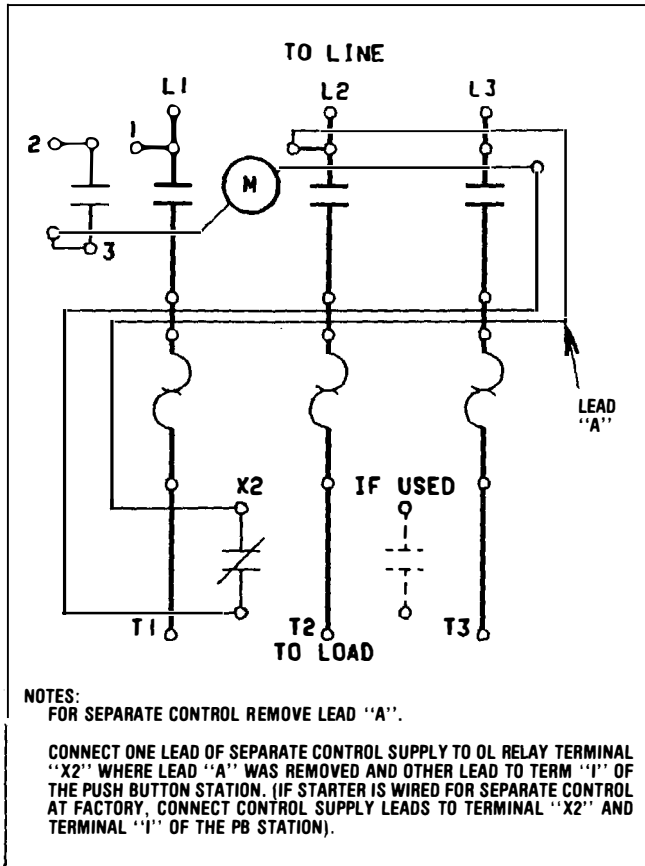 TO LINE
L1 L2 L3
2 1
M
3
LEAD
"A"
X2 IF USED
T1 T2 T3
TO LOAD
NOTES:
FOR SEPARATE CONTROL REMOVE LEAD "A".
CONNECT ONE LEAD OF SEPARATE CONTROL SUPPLY TO OL RELAY TERMINAL
"X2" WHERE LEAD "A" WAS REMOVED AND OTHER LEAD TO TERM "I" OF
THE PUSH BUTTON STATION. (IF STARTER IS WIRED FOR SEPARATE CONTROL
AT FACTORY, CONNECT CONTROL SUPPLY LEADS TO TERMINAL "X2" AND
TERMINAL "I" OF THE PB STATION).